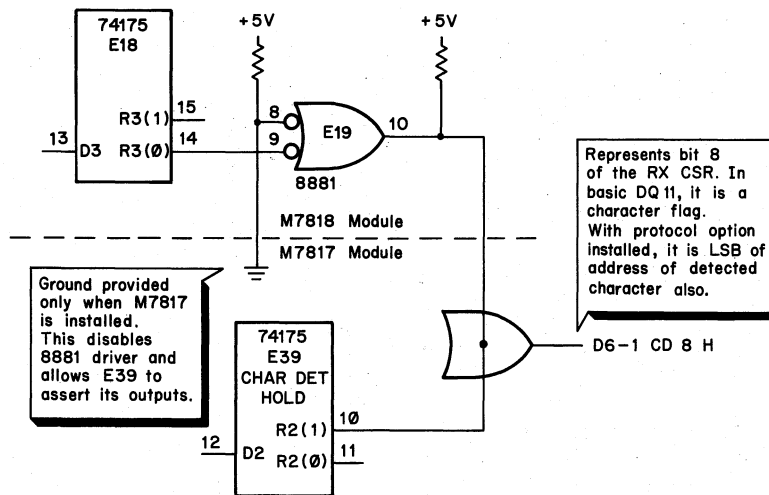 74175
E18
+5V
+5V
R3(1)
15
13
D3
R3(Ø)
14
8
9
E19
10
8881
M7818 Module
M7817 Module
Represents bit 8
of the RX CSR. In
basic DQ11, it is a
character flag.
With protocol option
installed, it is LSB of
address of detected
character also.
Ground provided
only when M7817
is installed.
This disables
8881 driver and
allows E39 to
assert its outputs.
74175
E39
CHAR DET
HOLD
R2(1)
10
12
D2
R2(Ø)
11
D6-1 CD 8 H